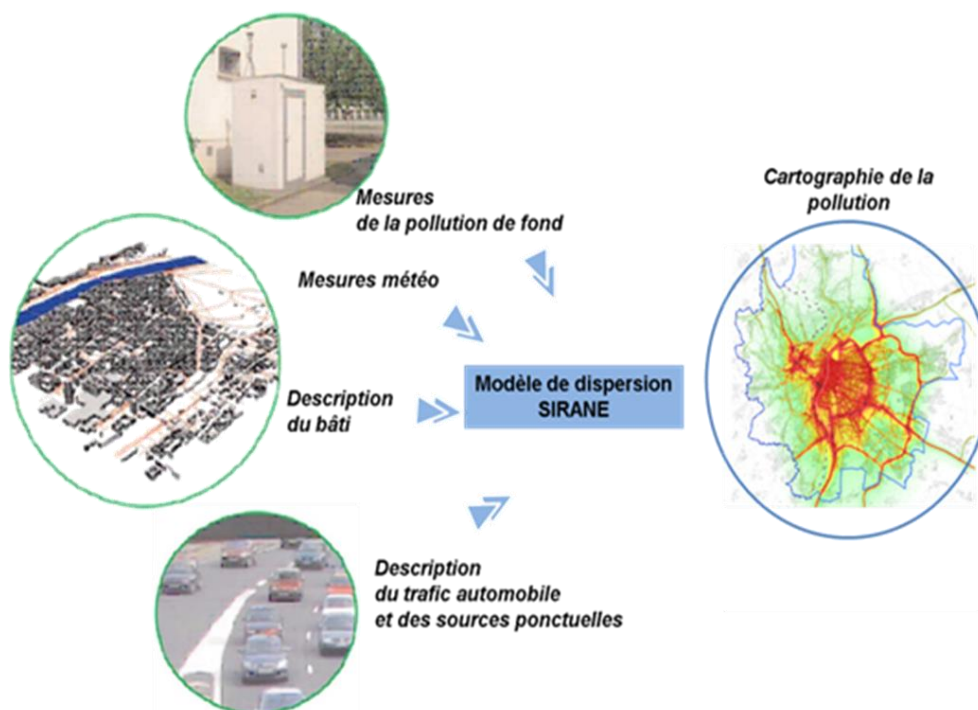 Mesures
de la pollution de fond
Mesures météo
Description
du bâti
Description
du trafic automobile
et des sources ponctuelles
Modèle de dispersion
SIRANE
Cartographie de la
pollution